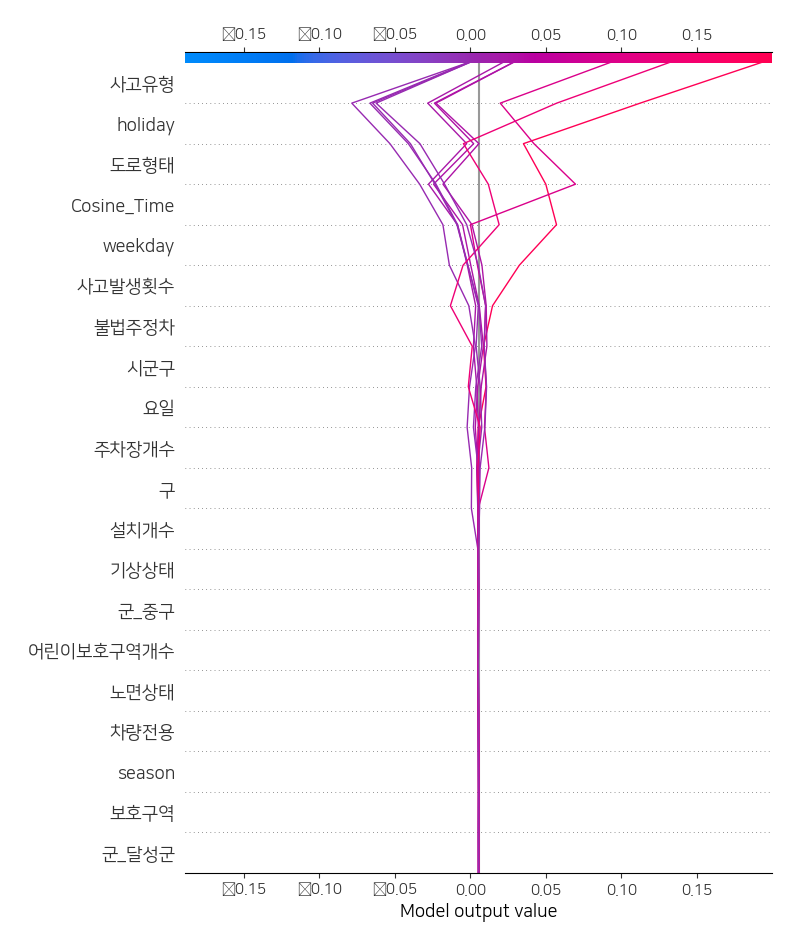 ☒0.15 ☒0.10 ☒0.05 0.00 0.05 0.10 0.15
사고유형
holiday
도로형태
Cosine_Time
weekday
사고발생횟수
불법주정차
시군구
요일
주차장개수
구
설치개수
기상상태
군_중구
어린이보호구역개수
노면상태
차량전용
season
보호구역
군_달성군
☒0.15 ☒0.10 ☒0.05 0.00 0.05 0.10 0.15
Model output value